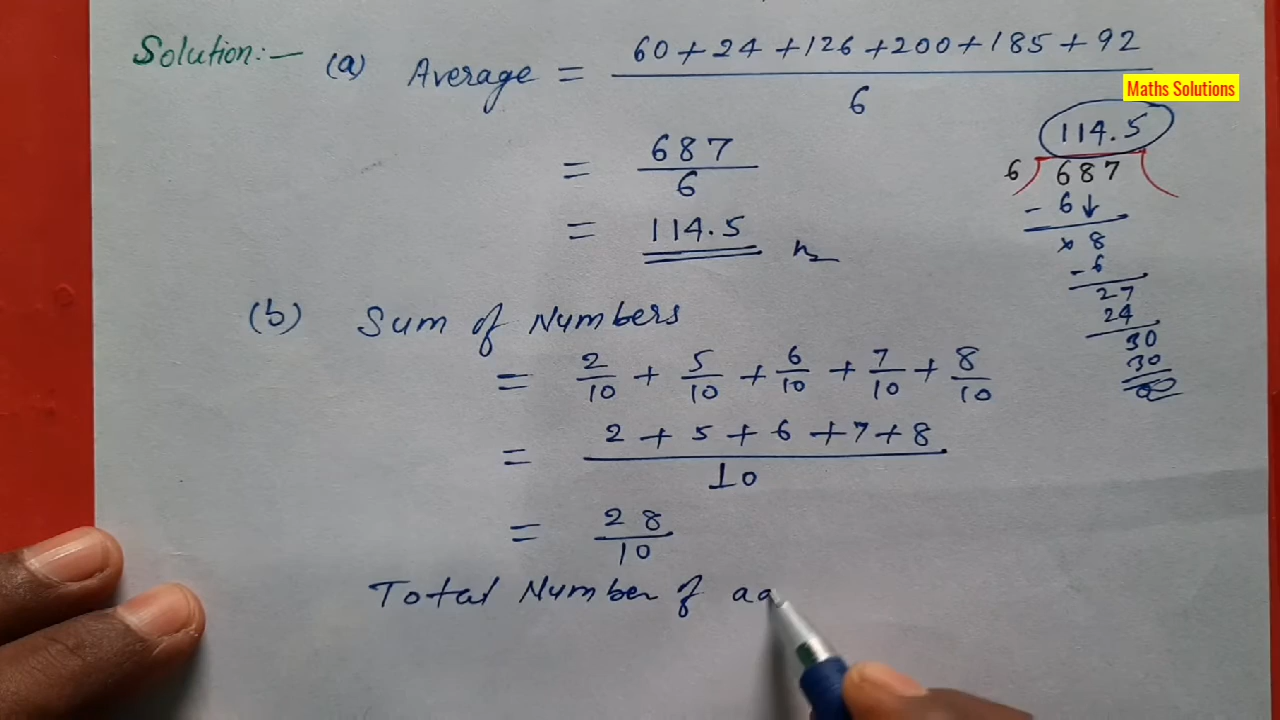 Solution:— (a) Average = 60+24+126+200+185+92 / 6
Maths Solutions
= 687 / 6
= 114.5
114.5
6 ) 687
- 6↓
× 8
- 6
27
24
30
30
0
(b) Sum of Numbers
= 2/10 + 5/10 + 6/10 + 7/10 + 8/10
= 2 + 5 + 6 + 7 + 8 / 10
= 28 / 10
Total Number of